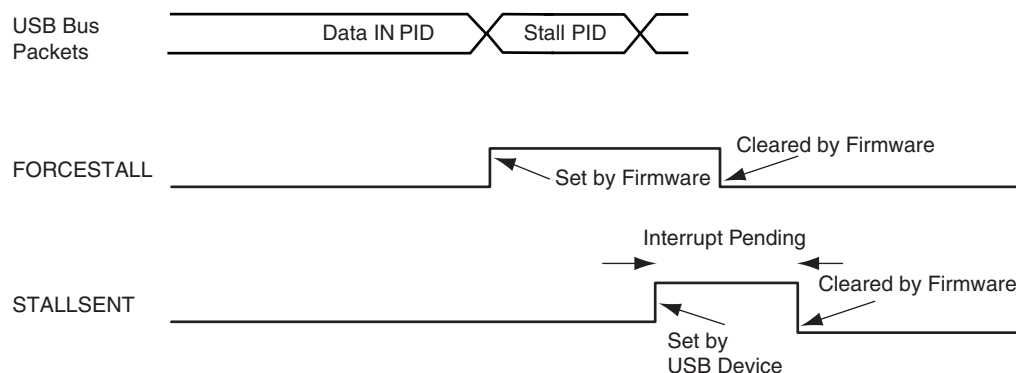 USB Bus
Packets
Data IN PID
Stall PID
FORCESTALL
Set by Firmware
Cleared by Firmware
Interrupt Pending
STALLSENT
Cleared by Firmware
Set by
USB Device